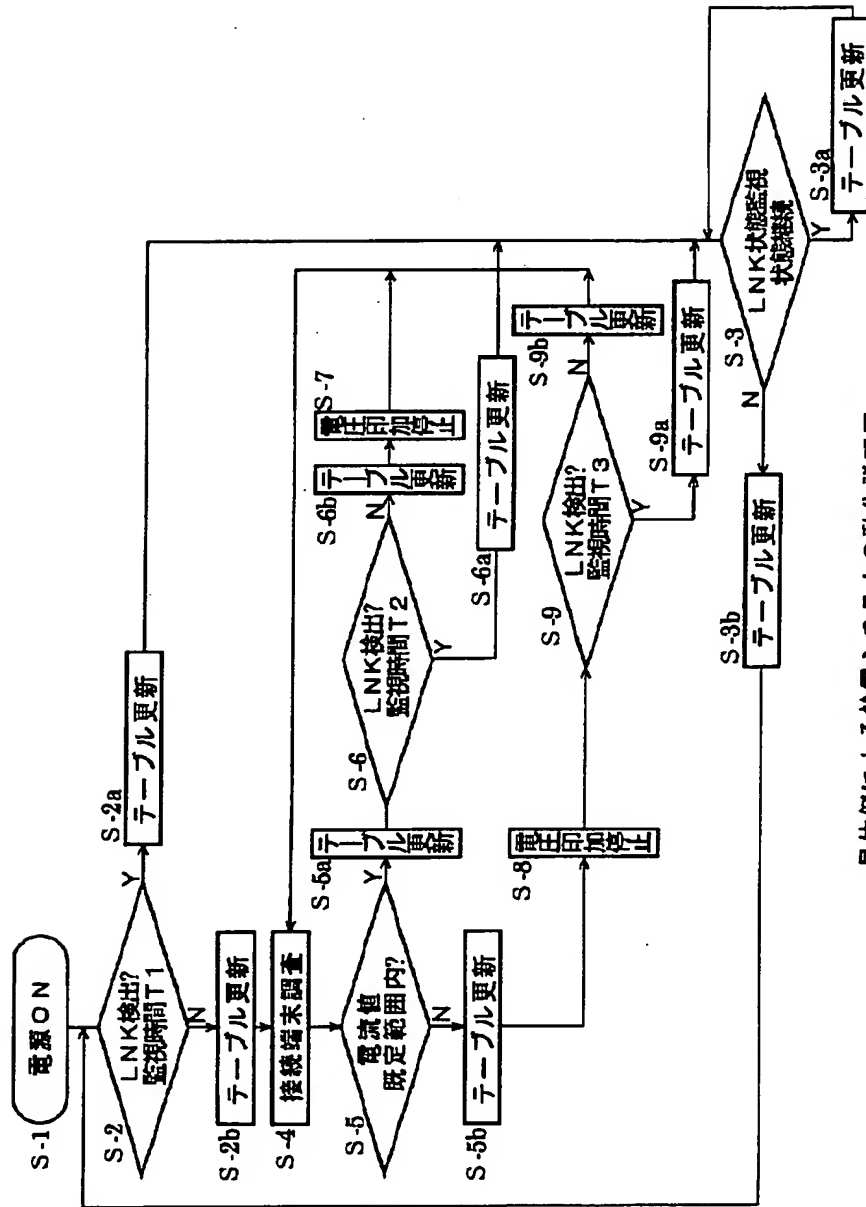 S-1
電源ON
S-2
LNK検出?
監視時間T1
Y
N
S-2a
テーブル更新
S-2b
テーブル更新
S-4
接続端末調査
S-5
電流値
既定範囲内?
Y
N
S-5a
テーブル更新
S-5b
テーブル更新
S-6
LNK検出?
監視時間T2
Y
N
S-6a
テーブル更新
S-6b
テーブル更新
S-7
電圧印加停止
S-8
電圧印加停止
S-9
LNK検出?
監視時間T3
Y
N
S-9a
テーブル更新
S-9b
テーブル更新
S-3
LNK状態監視
状態継続
Y
N
S-3a
テーブル更新
S-3b
テーブル更新